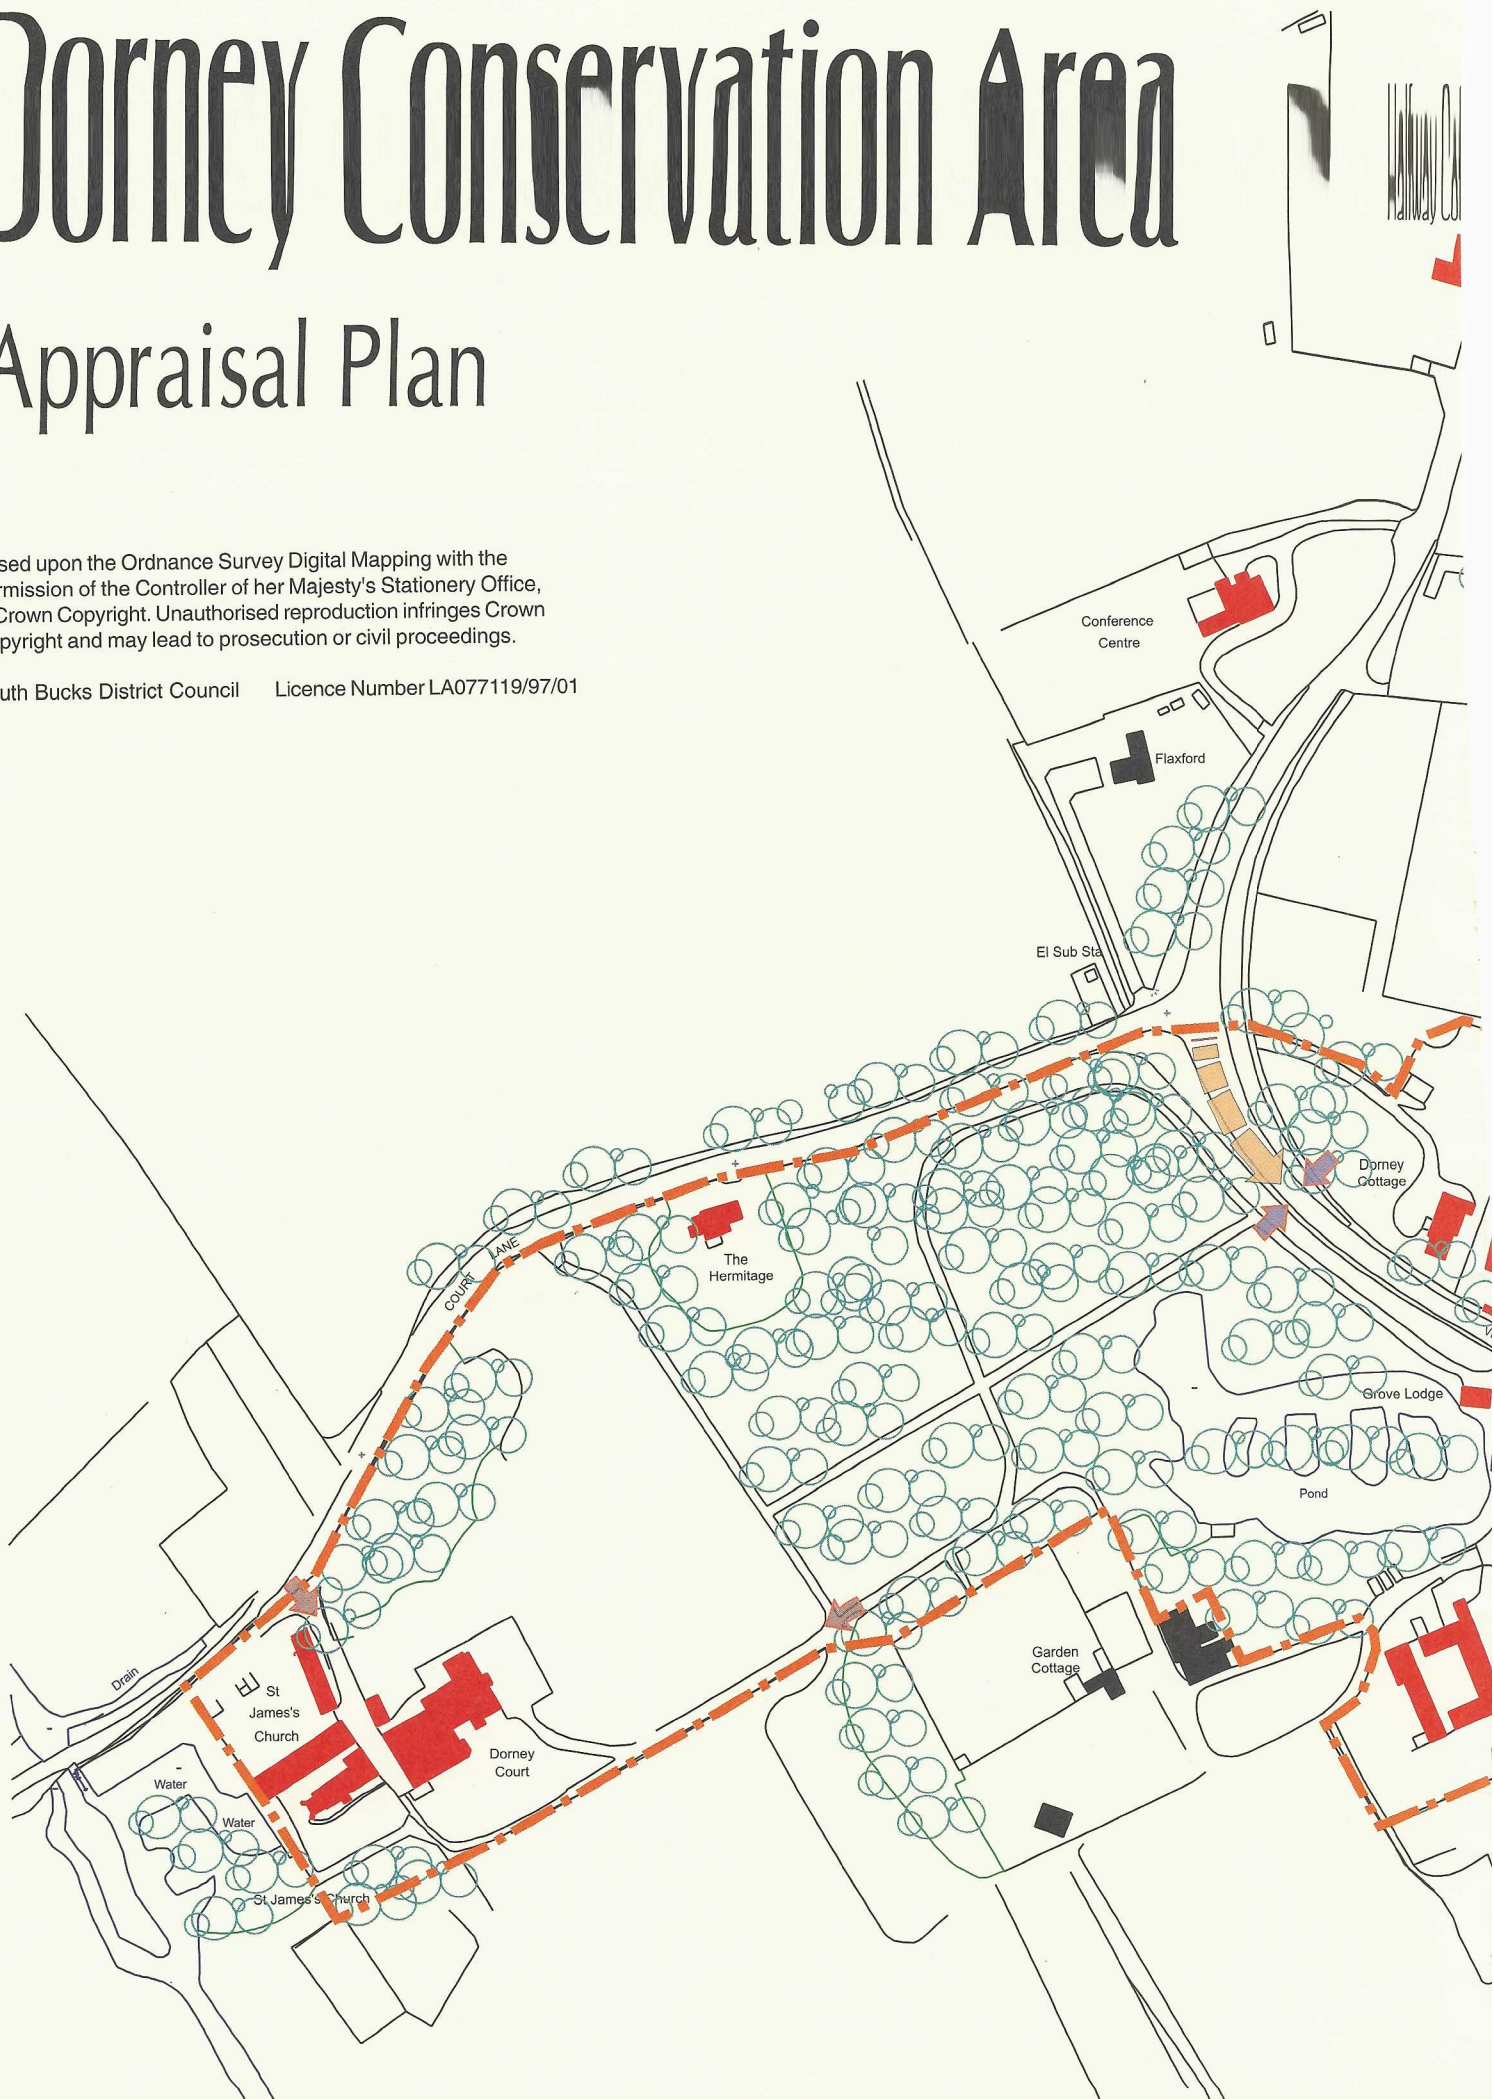 Dorney Conservation Area
Appraisal Plan
Halfway Co
sed upon the Ordnance Survey Digital Mapping with the
rmission of the Controller of her Majesty's Stationery Office,
Crown Copyright. Unauthorised reproduction infringes Crown
pyright and may lead to prosecution or civil proceedings.
uth Bucks District Council Licence Number LA077119/97/01
Conference
Centre
Flaxford
El Sub Sta
Dorney
Cottage
The
Hermitage
COURT LANE
Grove Lodge
Pond
Garden
Cottage
Drain
St
James's
Church
Dorney
Court
Water
Water
St James's Church